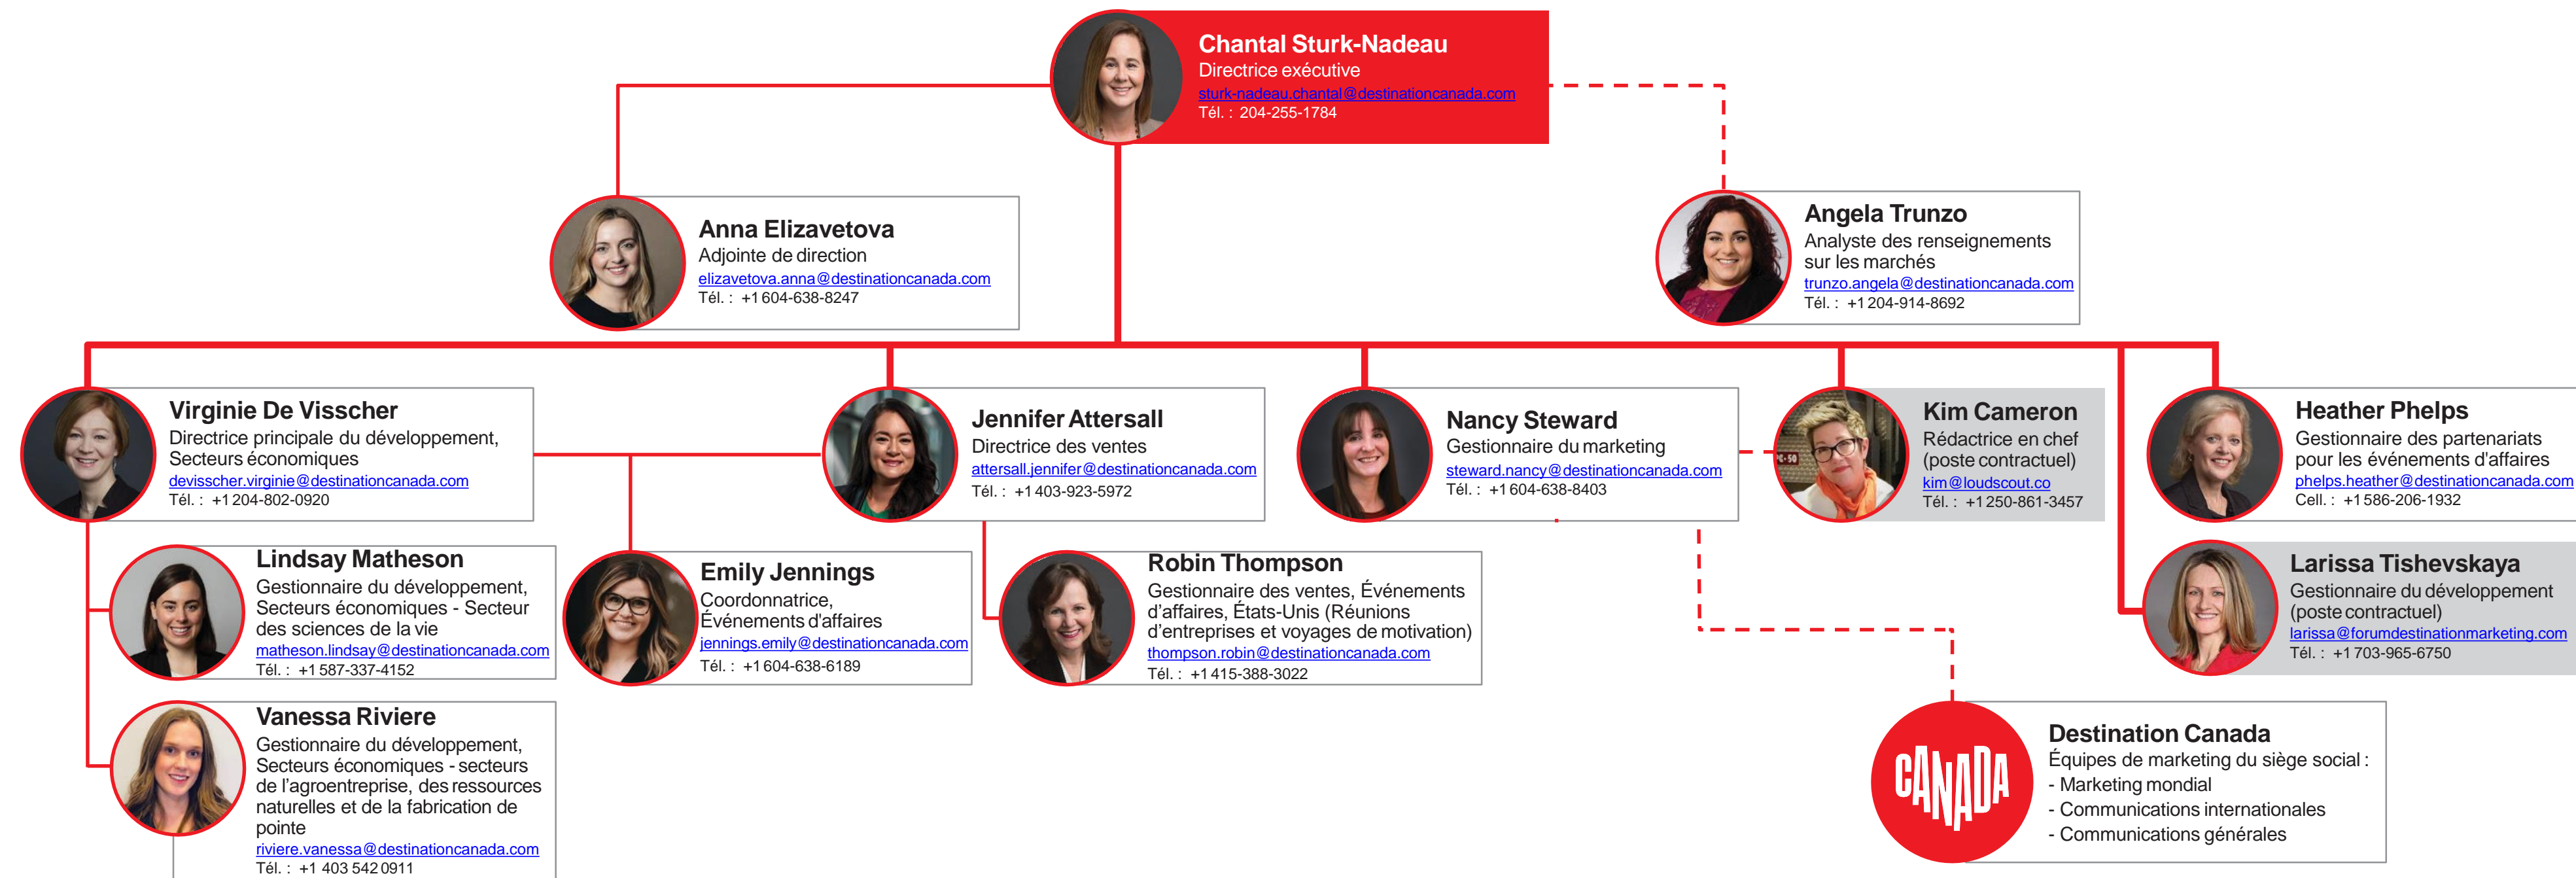 Chantal Sturk-Nadeau
Directrice exécutive
sturk-nadeau.chantal@destinationcanada.com
Tél. : 204-255-1784
Anna Elizavetova
Adjointe de direction
elizavetova.anna@destinationcanada.com
Tél. : +1 604-638-8247
Angela Trunzo
Analyste des renseignements
sur les marchés
trunzo.angela@destinationcanada.com
Tél. : +1 204-914-8692
Virginie De Visscher
Directrice principale du développement,
Secteurs économiques
devisscher.virginie@destinationcanada.com
Tél. : +1 204-802-0920
Jennifer Attersall
Directrice des ventes
attersall.jennifer@destinationcanada.com
Tél. : +1 403-923-5972
Nancy Steward
Gestionnaire du marketing
steward.nancy@destinationcanada.com
Tél. : +1 604-638-8403
Kim Cameron
Rédactrice en chef
(poste contractuel)
kim@loudscout.co
Tél. : +1 250-861-3457
Heather Phelps
Gestionnaire des partenariats
pour les événements d'affaires
phelps.heather@destinationcanada.com
Cell. : +1 586-206-1932
Lindsay Matheson
Gestionnaire du développement,
Secteurs économiques - Secteur
des sciences de la vie
matheson.lindsay@destinationcanada.com
Tél. : +1 587-337-4152
Emily Jennings
Coordonnatrice,
Événements d'affaires
jennings.emily@destinationcanada.com
Tél. : +1 604-638-6189
Robin Thompson
Gestionnaire des ventes, Événements
d’affaires, États-Unis (Réunions
d’entreprises et voyages de motivation)
thompson.robin@destinationcanada.com
Tél. : +1 415-388-3022
Larissa Tishevskaya
Gestionnaire du développement
(poste contractuel)
larissa@forumdestinationmarketing.com
Tél. : +1 703-965-6750
Vanessa Riviere
Gestionnaire du développement,
Secteurs économiques - secteurs
de l’agroentreprise, des ressources
naturelles et de la fabrication de
pointe
riviere.vanessa@destinationcanada.com
Tél. : +1 403 542 0911
CANADA
Destination Canada
Équipes de marketing du siège social :
- Marketing mondial
- Communications internationales
- Communications générales